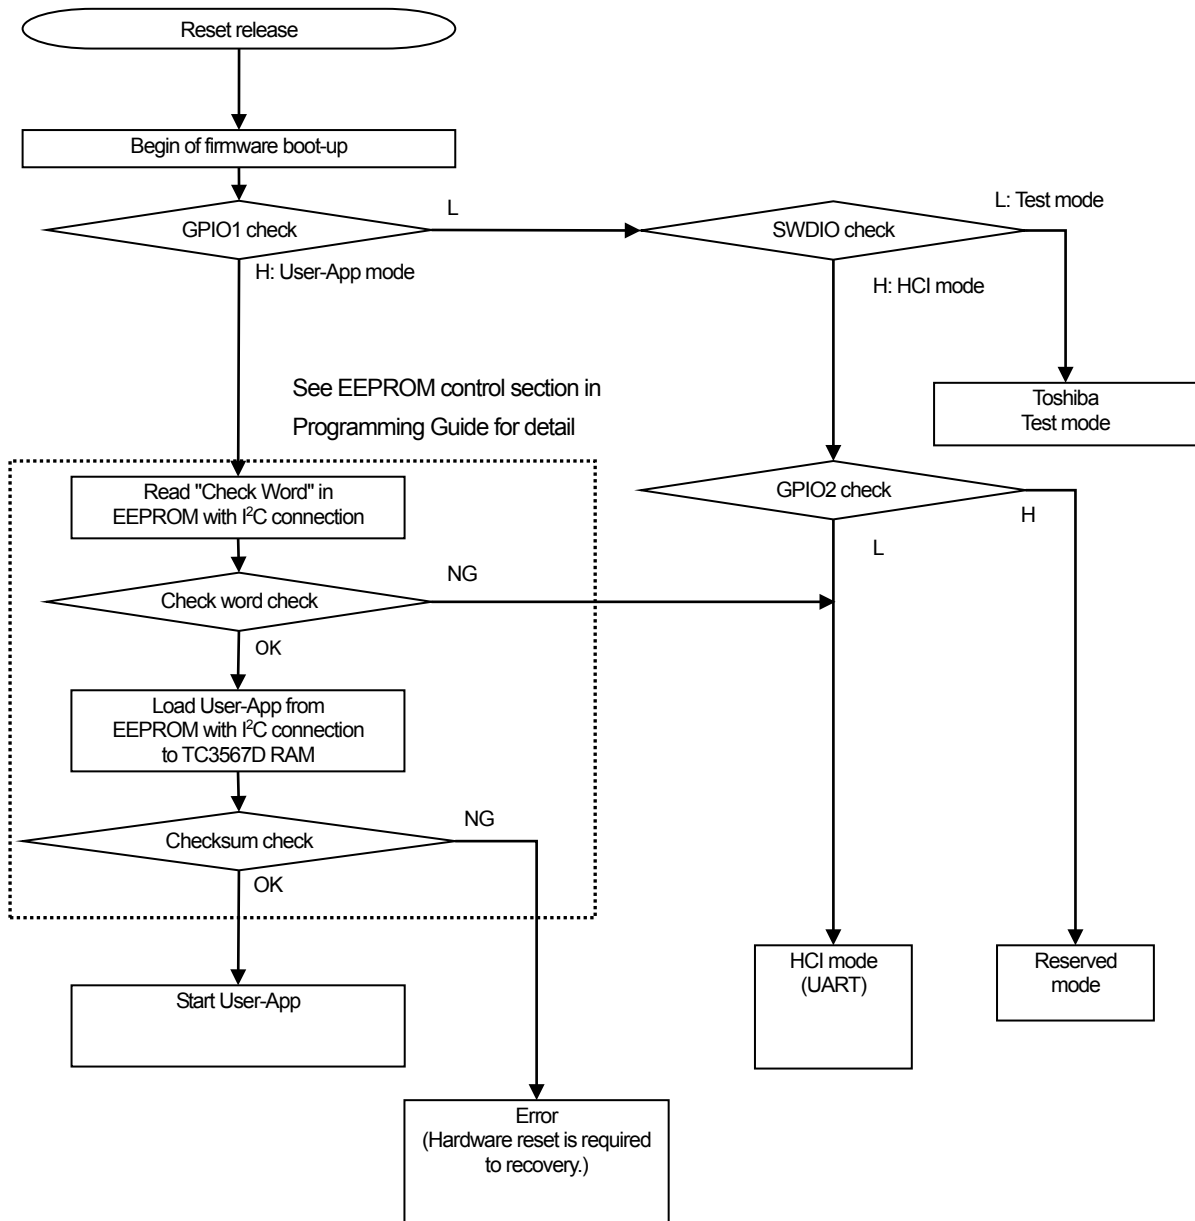 Reset release
Begin of firmware boot-up
GPIO1 check
L
SWDIO check
L: Test mode
H: User-App mode
H: HCI mode
See EEPROM control section in
Programming Guide for detail
Toshiba
Test mode
Read "Check Word" in
EEPROM with I²C connection
GPIO2 check
H
L
Check word check
NG
OK
Load User-App from
EEPROM with I²C connection
to TC3567D RAM
Checksum check
NG
OK
Start User-App
HCI mode
(UART)
Reserved
mode
Error
(Hardware reset is required
to recovery.)